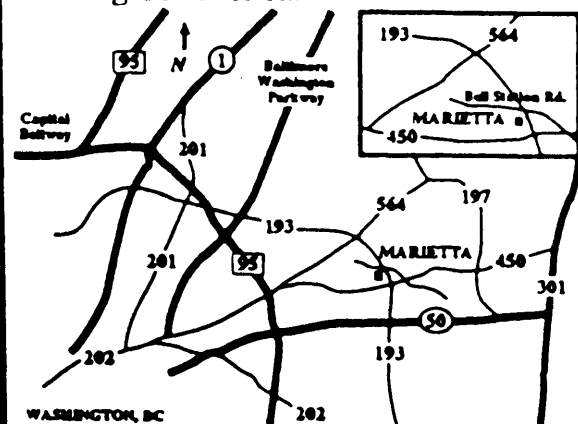 95
N
1
Baltimore
Washington
Parkway
Capital
Beltway
201
193
564
Bell Station Rd.
MARIETTA
450
564
197
193
MARIETTA
95
450
201
301
50
193
202
WASHINGTON, DC
202